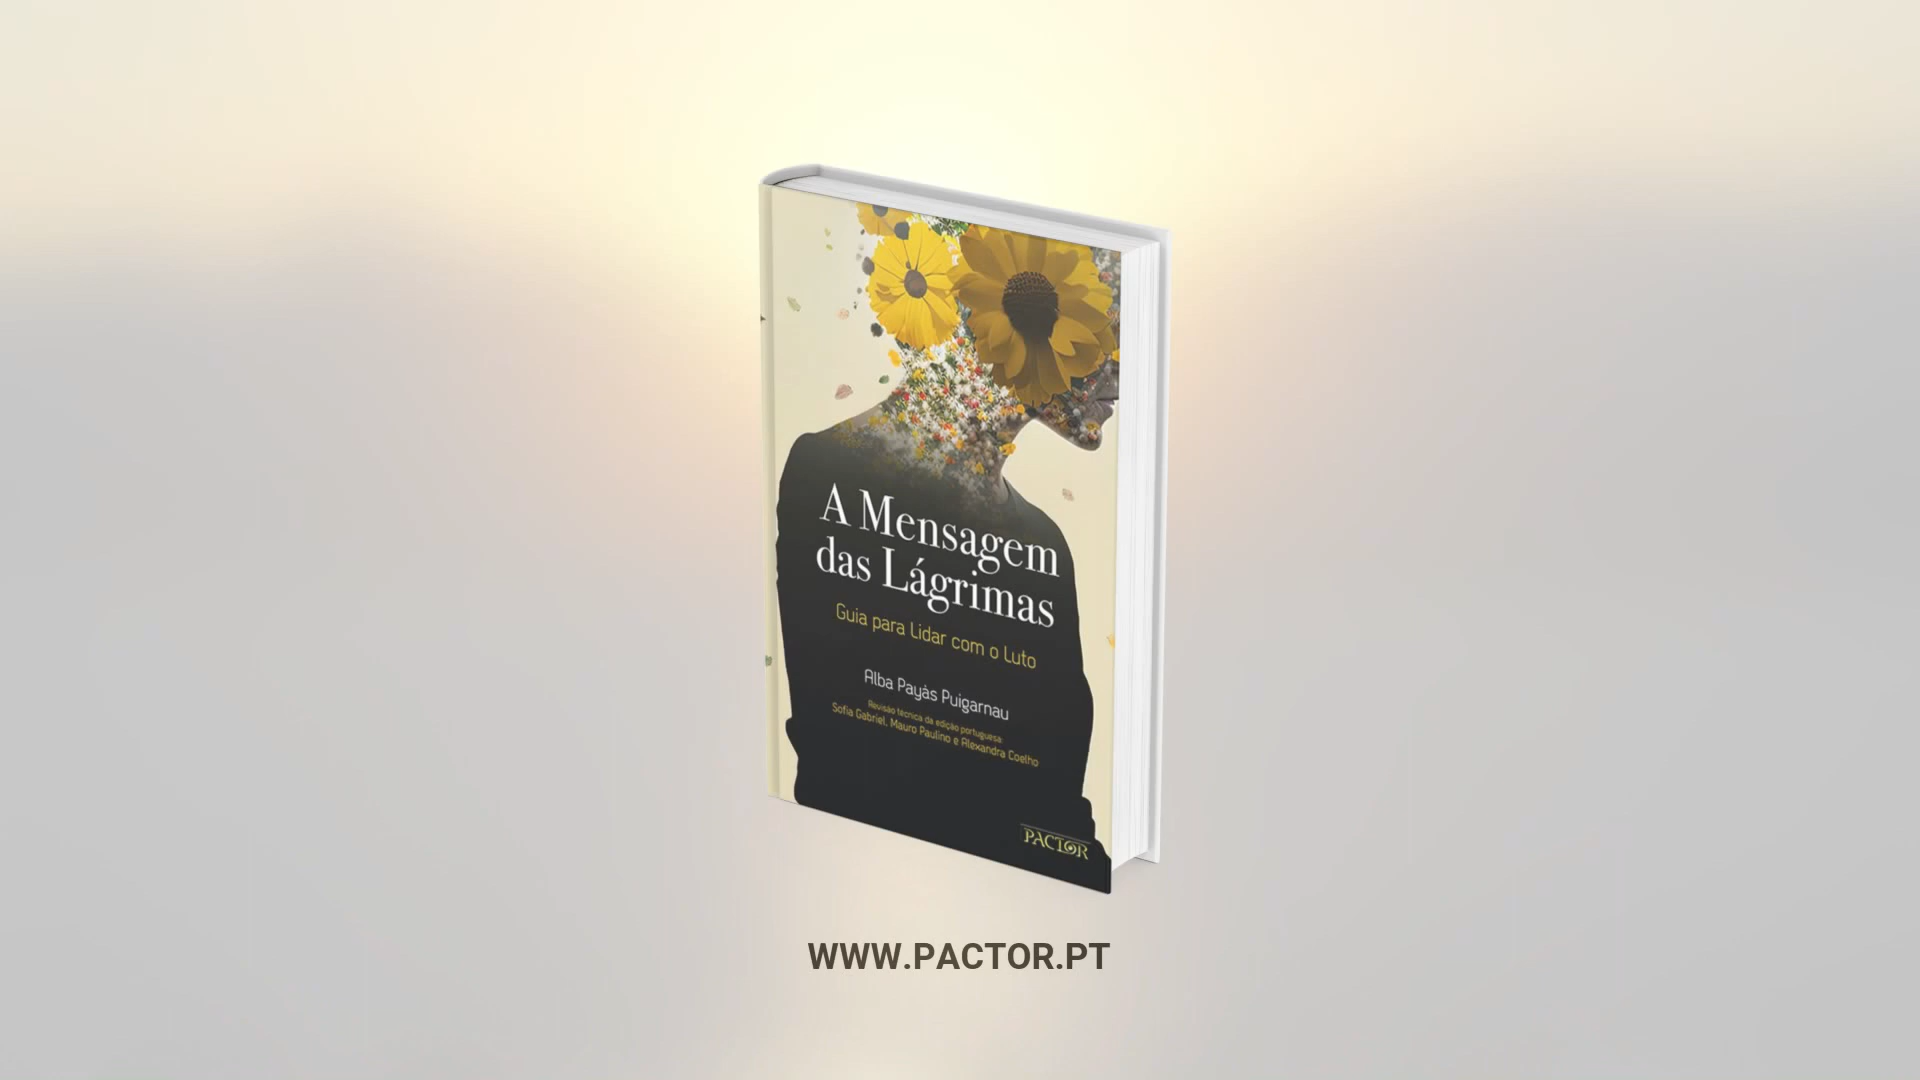 A Mensagem
das Lágrimas
Guia para Lidar com o Luto
Alba Payàs Puigarnau
Revisão técnica da edição portuguesa:
Sofia Gabriel, Mauro Paulino e Alexandra Coelho
PACTOR
WWW.PACTOR.PT